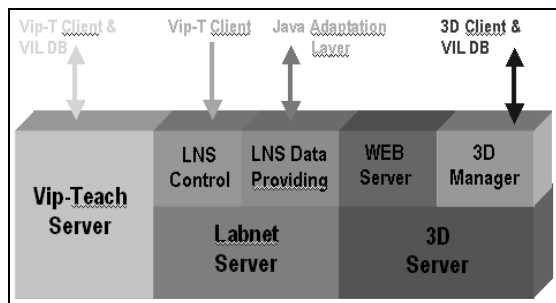 Vip-T Client &
VIL DB
Vip-T Client
Java Adaptation
Layer
3D Client &
VIL DB
Vip-Teach
Server
LNS
Control
LNS Data
Providing
WEB
Server
3D
Manager
Labnet
Server
3D
Server